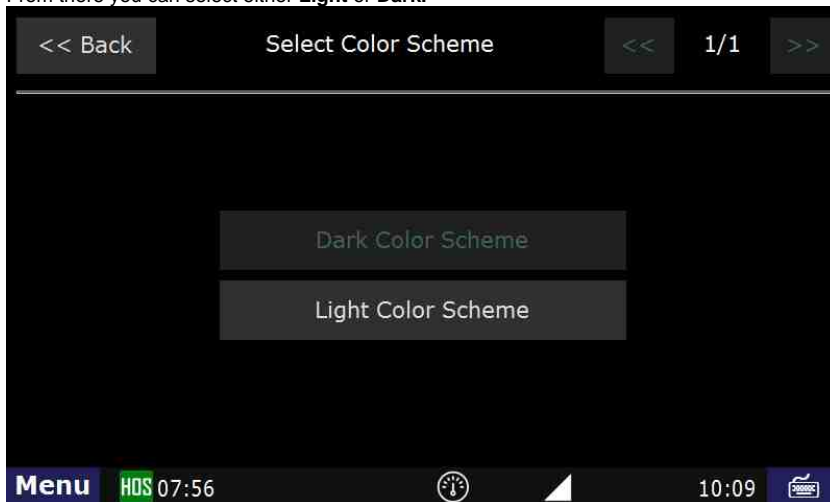 From there you can select either Light or Dark.
<< Back Select Color Scheme << 1/1 >>
Dark Color Scheme
Light Color Scheme
Menu HOS 07:56 10:09